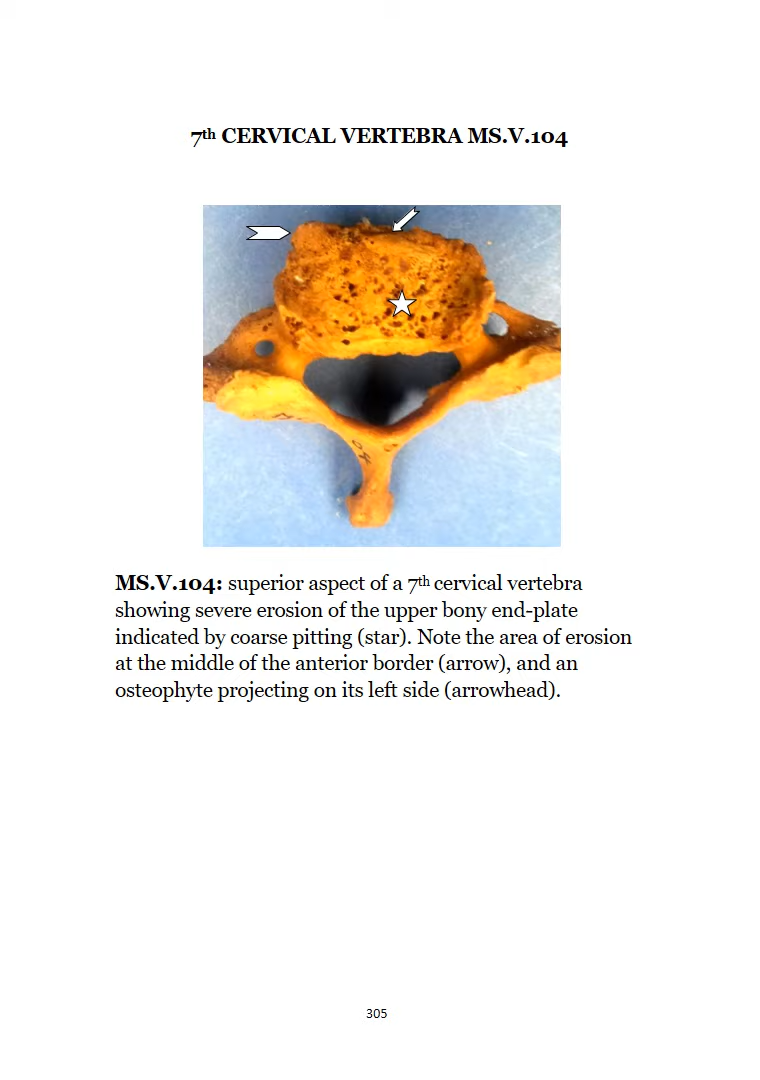 7th CERVICAL VERTEBRA MS.V.104
MS.V.104: superior aspect of a 7th cervical vertebra
showing severe erosion of the upper bony end-plate
indicated by coarse pitting (star). Note the area of erosion
at the middle of the anterior border (arrow), and an
osteophyte projecting on its left side (arrowhead).
305